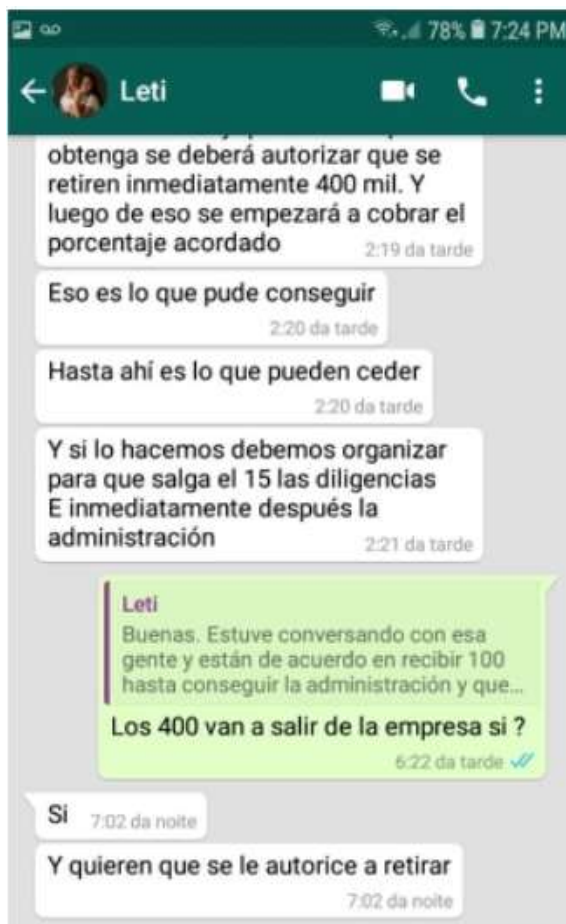 78% 7:24 PM
Leti
obtenga se deberá autorizar que se
retiren inmediatamente 400 mil. Y
luego de eso se empezará a cobrar el
porcentaje acordado 2:19 da tarde
Eso es lo que pude conseguir
2:20 da tarde
Hasta ahí es lo que pueden ceder
2:20 da tarde
Y si lo hacemos debemos organizar
para que salga el 15 las diligencias
E inmediatamente después la
administración 2:21 da tarde
Leti
Buenas. Estuve conversando con esa
gente y están de acuerdo en recibir 100
hasta conseguir la administración y que...
Los 400 van a salir de la empresa si ?
6:22 da tarde
Si 7:02 da noite
Y quieren que se le autorice a retirar
7:02 da noite